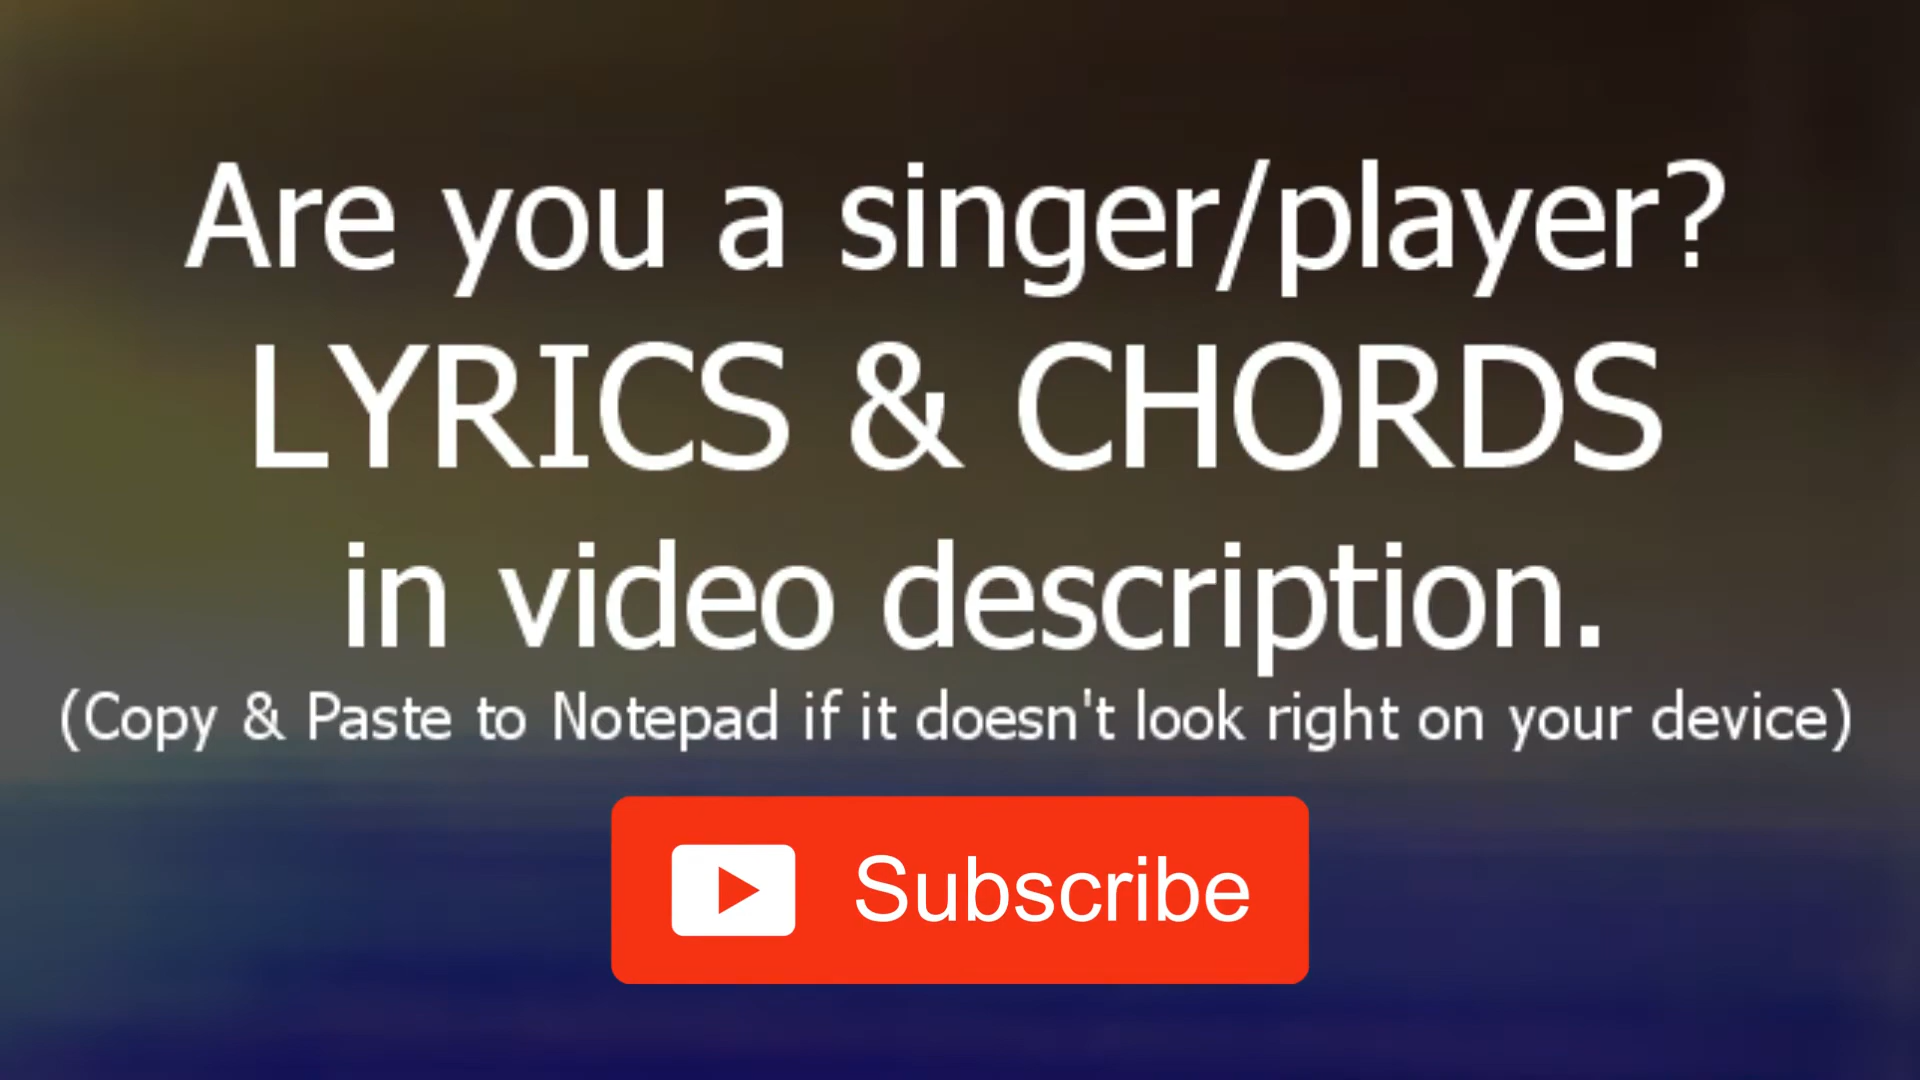 Are you a singer/player?
LYRICS & CHORDS
in video description.
(Copy & Paste to Notepad if it doesn't look right on your device)
Subscribe